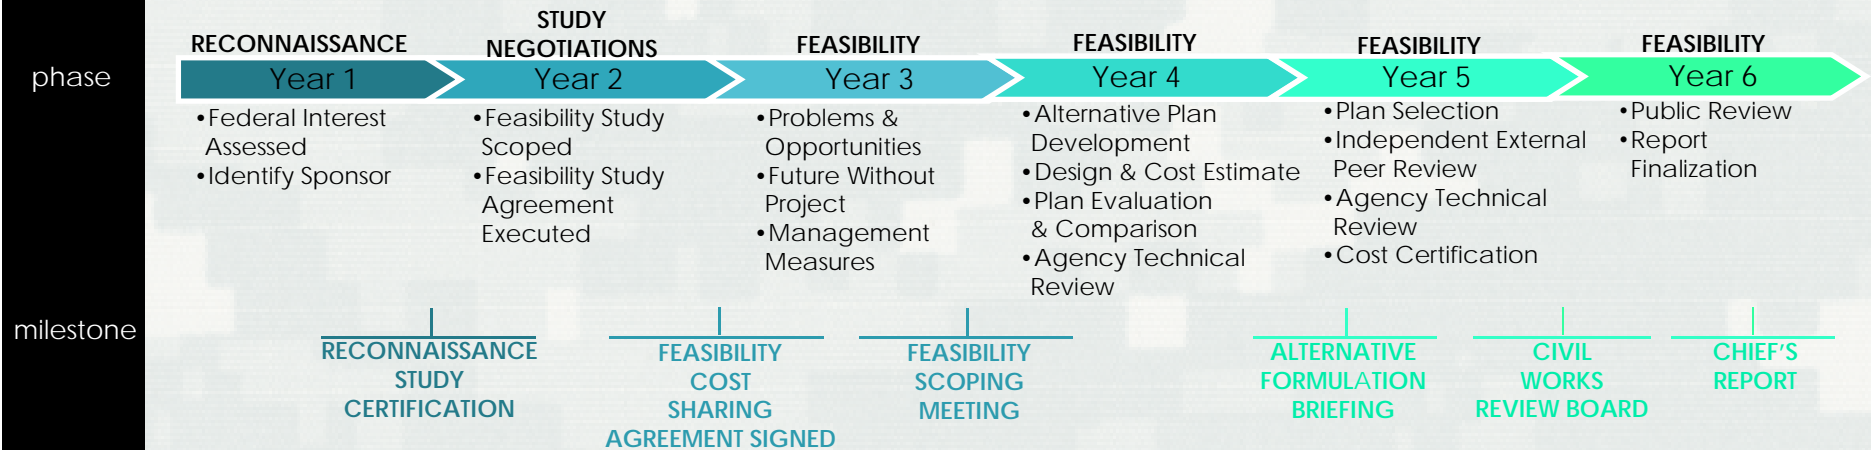 phase
RECONNAISSANCE
Year 1
•Federal Interest
Assessed
•Identify Sponsor
STUDY
NEGOTIATIONS
Year 2
•Feasibility Study
Scoped
•Feasibility Study
Agreement
Executed
FEASIBILITY
Year 3
•Problems &
Opportunities
•Future Without
Project
•Management
Measures
FEASIBILITY
Year 4
•Alternative Plan
Development
•Design & Cost Estimate
•Plan Evaluation
& Comparison
•Agency Technical
Review
FEASIBILITY
Year 5
•Plan Selection
•Independent External
Peer Review
•Agency Technical
Review
•Cost Certification
FEASIBILITY
Year 6
•Public Review
•Report
Finalization
milestone
RECONNAISSANCE
STUDY
CERTIFICATION
FEASIBILITY
COST
SHARING
AGREEMENT SIGNED
FEASIBILITY
SCOPING
MEETING
ALTERNATIVE
FORMULATION
BRIEFING
CIVIL
WORKS
REVIEW BOARD
CHIEF'S
REPORT